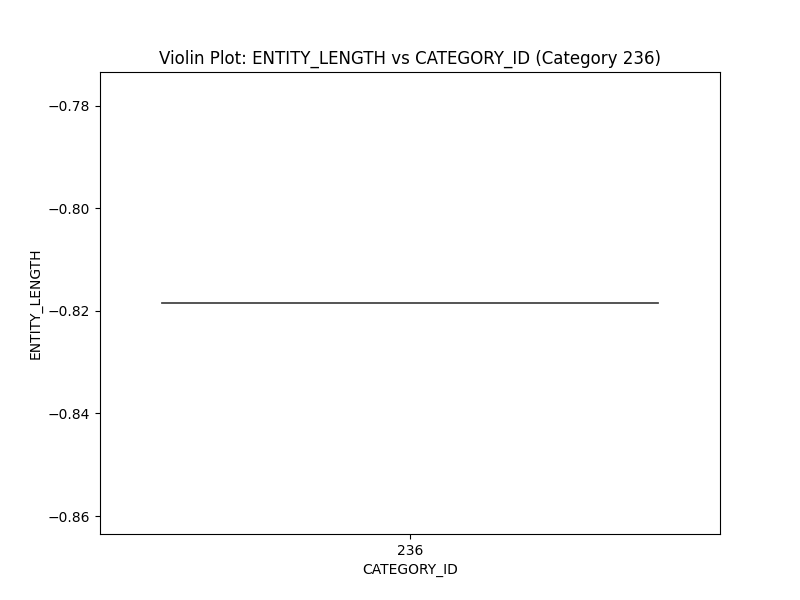 Violin Plot: ENTITY_LENGTH vs CATEGORY_ID (Category 236)
−0.78
−0.80
−0.82
−0.84
−0.86
ENTITY_LENGTH
236
CATEGORY_ID